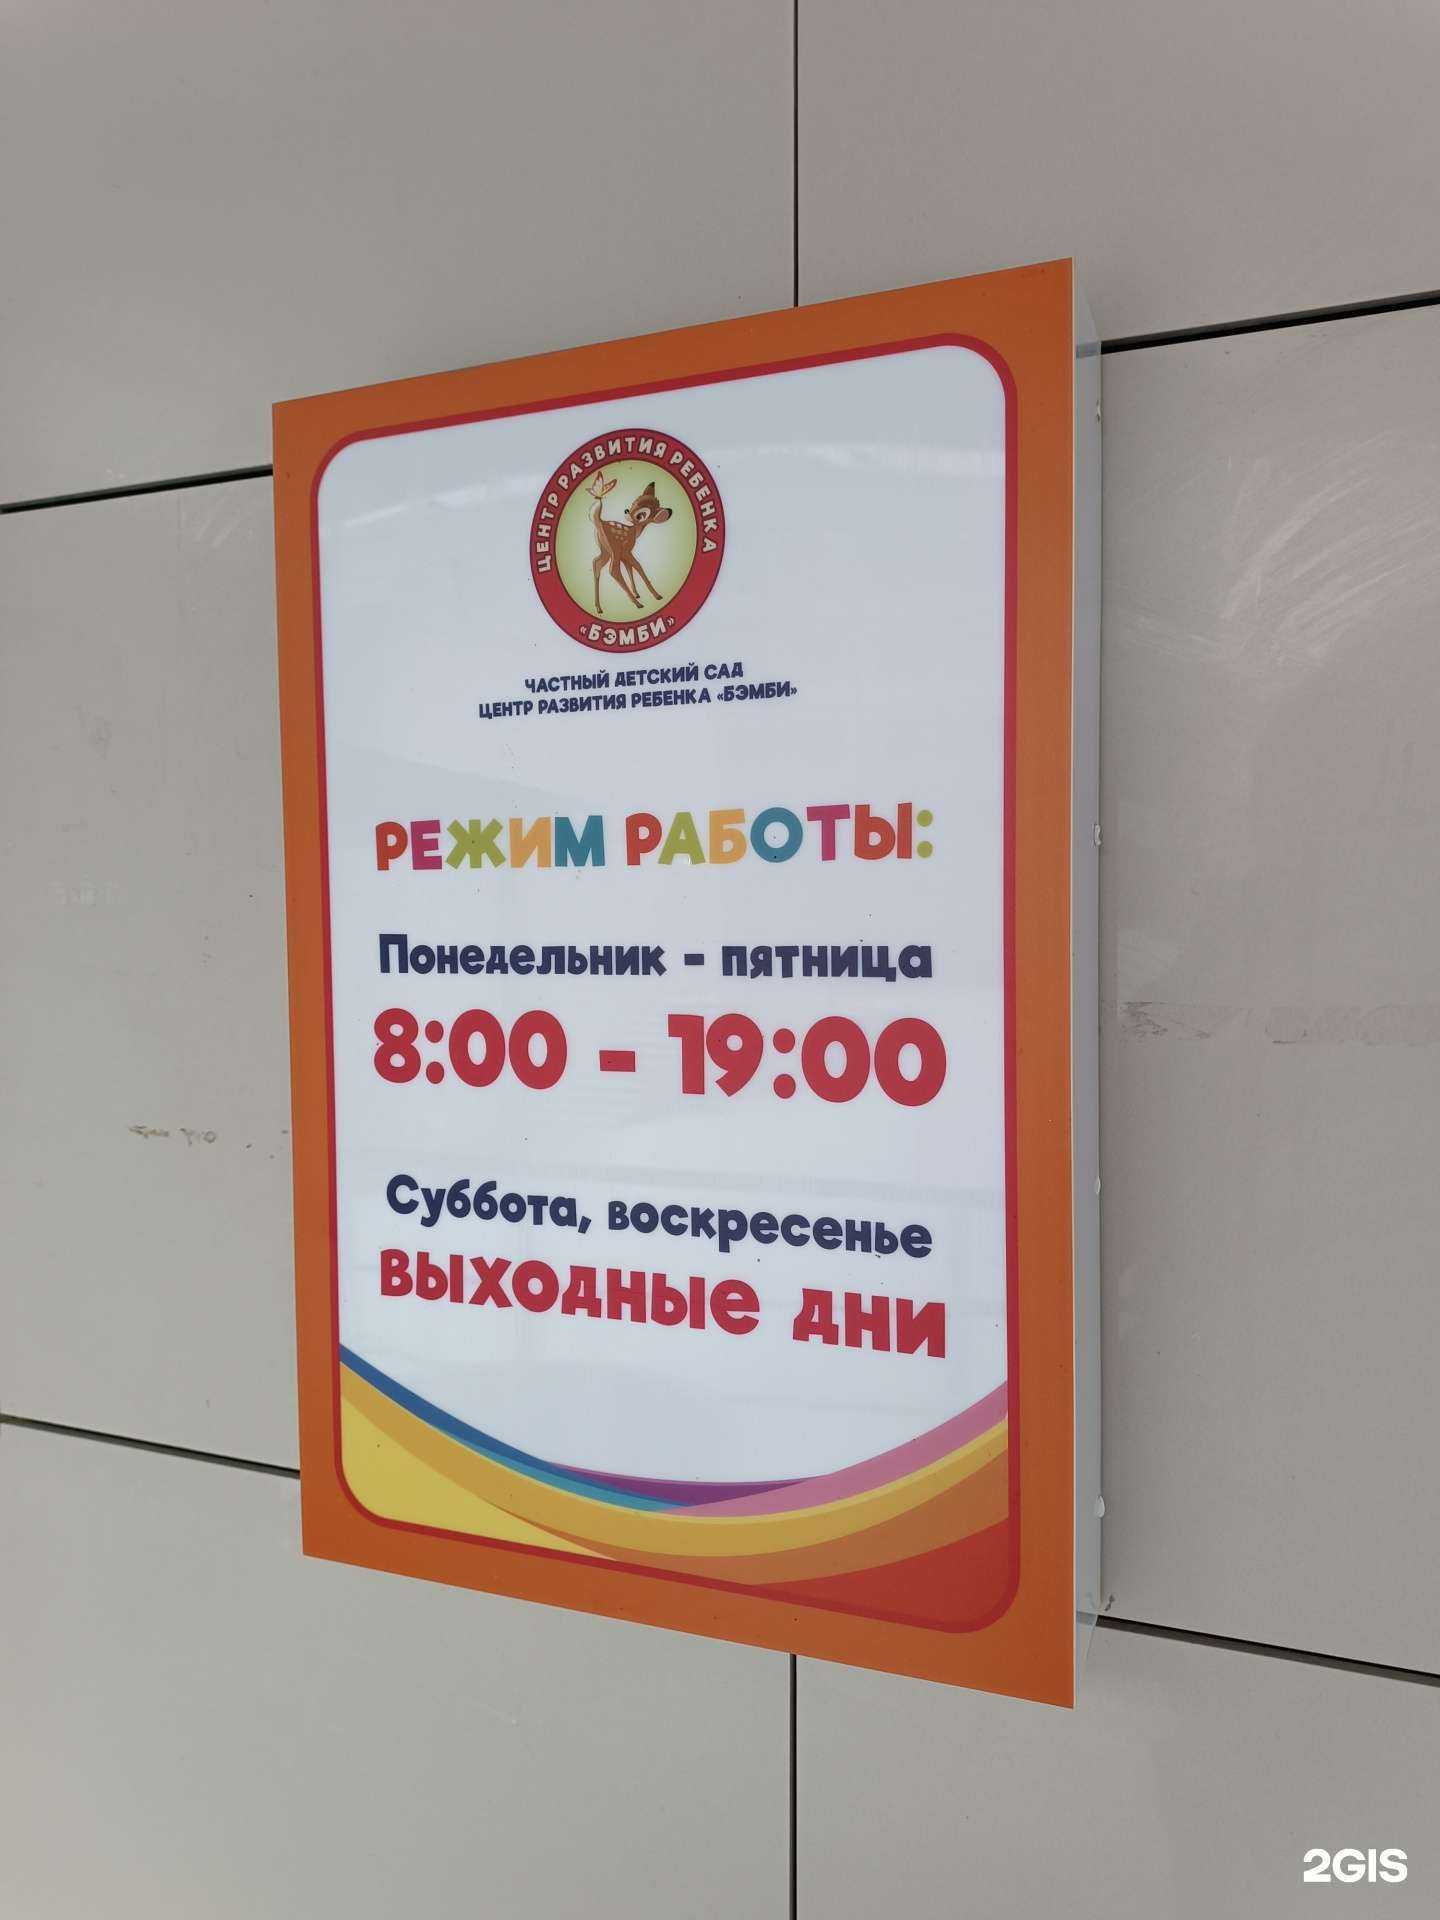 ЦЕНТР РАЗВИТИЯ РЕБЕНКА
«БЭМБИ»
ЧАСТНЫЙ ДЕТСКИЙ САД
ЦЕНТР РАЗВИТИЯ РЕБЕНКА «БЭМБИ»
РЕЖИМ РАБОТЫ:
Понедельник - пятница
8:00 - 19:00
Суббота, воскресенье
выходные дни
2GIS